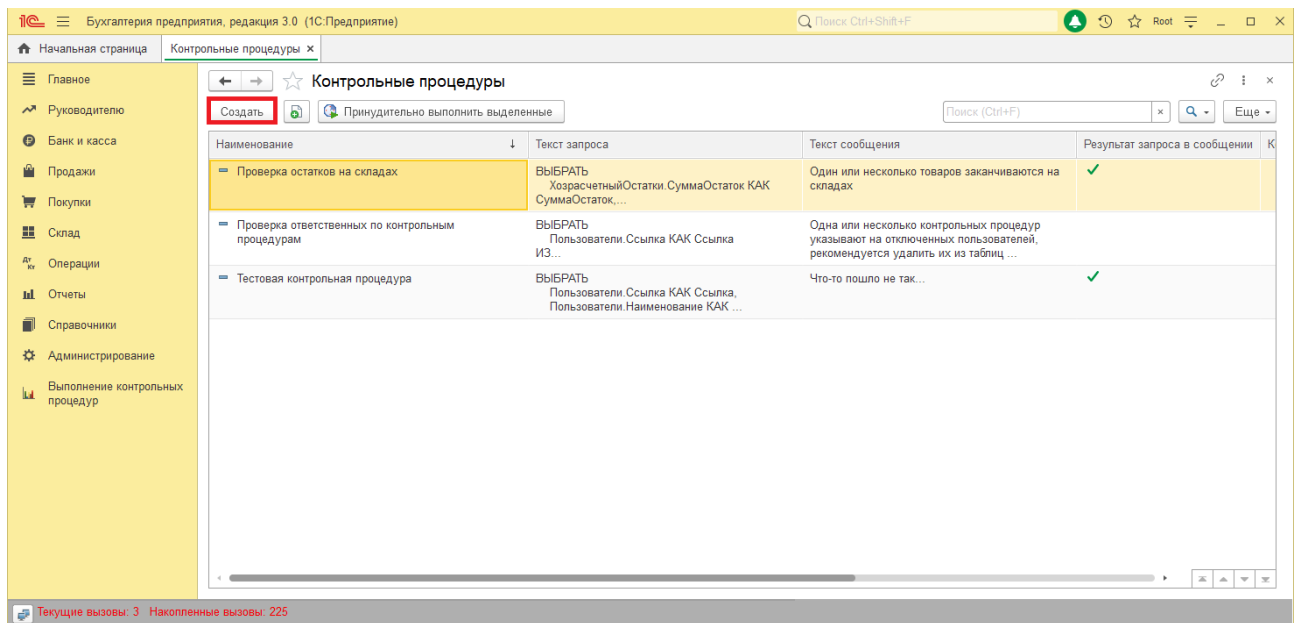 1С Бухгалтерия предприятия, редакция 3.0 (1С:Предприятие) Поиск Ctrl+Shift+F Root
Начальная страница Контрольные процедуры ×
Главное
Руководителю
Банк и касса
Продажи
Покупки
Склад
Операции
Отчеты
Справочники
Администрирование
Выполнение контрольных
процедур
Контрольные процедуры
Создать Принудительно выполнить выделенные Поиск (Ctrl+F) × Еще
Наименование ↓ Текст запроса Текст сообщения Результат запроса в сообщении К
Проверка остатков на складах
ВЫБРАТЬ
ХозрасчетныйОстатки.СуммаОстаток КАК
СуммаОстаток,...
Один или несколько товаров заканчиваются на
складах
Проверка ответственных по контрольным
процедурам
ВЫБРАТЬ
Пользователи.Ссылка КАК Ссылка
ИЗ...
Одна или несколько контрольных процедур
указывают на отключенных пользователей,
рекомендуется удалить их из таблиц ...
Тестовая контрольная процедура
ВЫБРАТЬ
Пользователи.Ссылка КАК Ссылка,
Пользователи.Наименование КАК ...
Что-то пошло не так...
Текущие вызовы: 3 Накопленные вызовы: 225